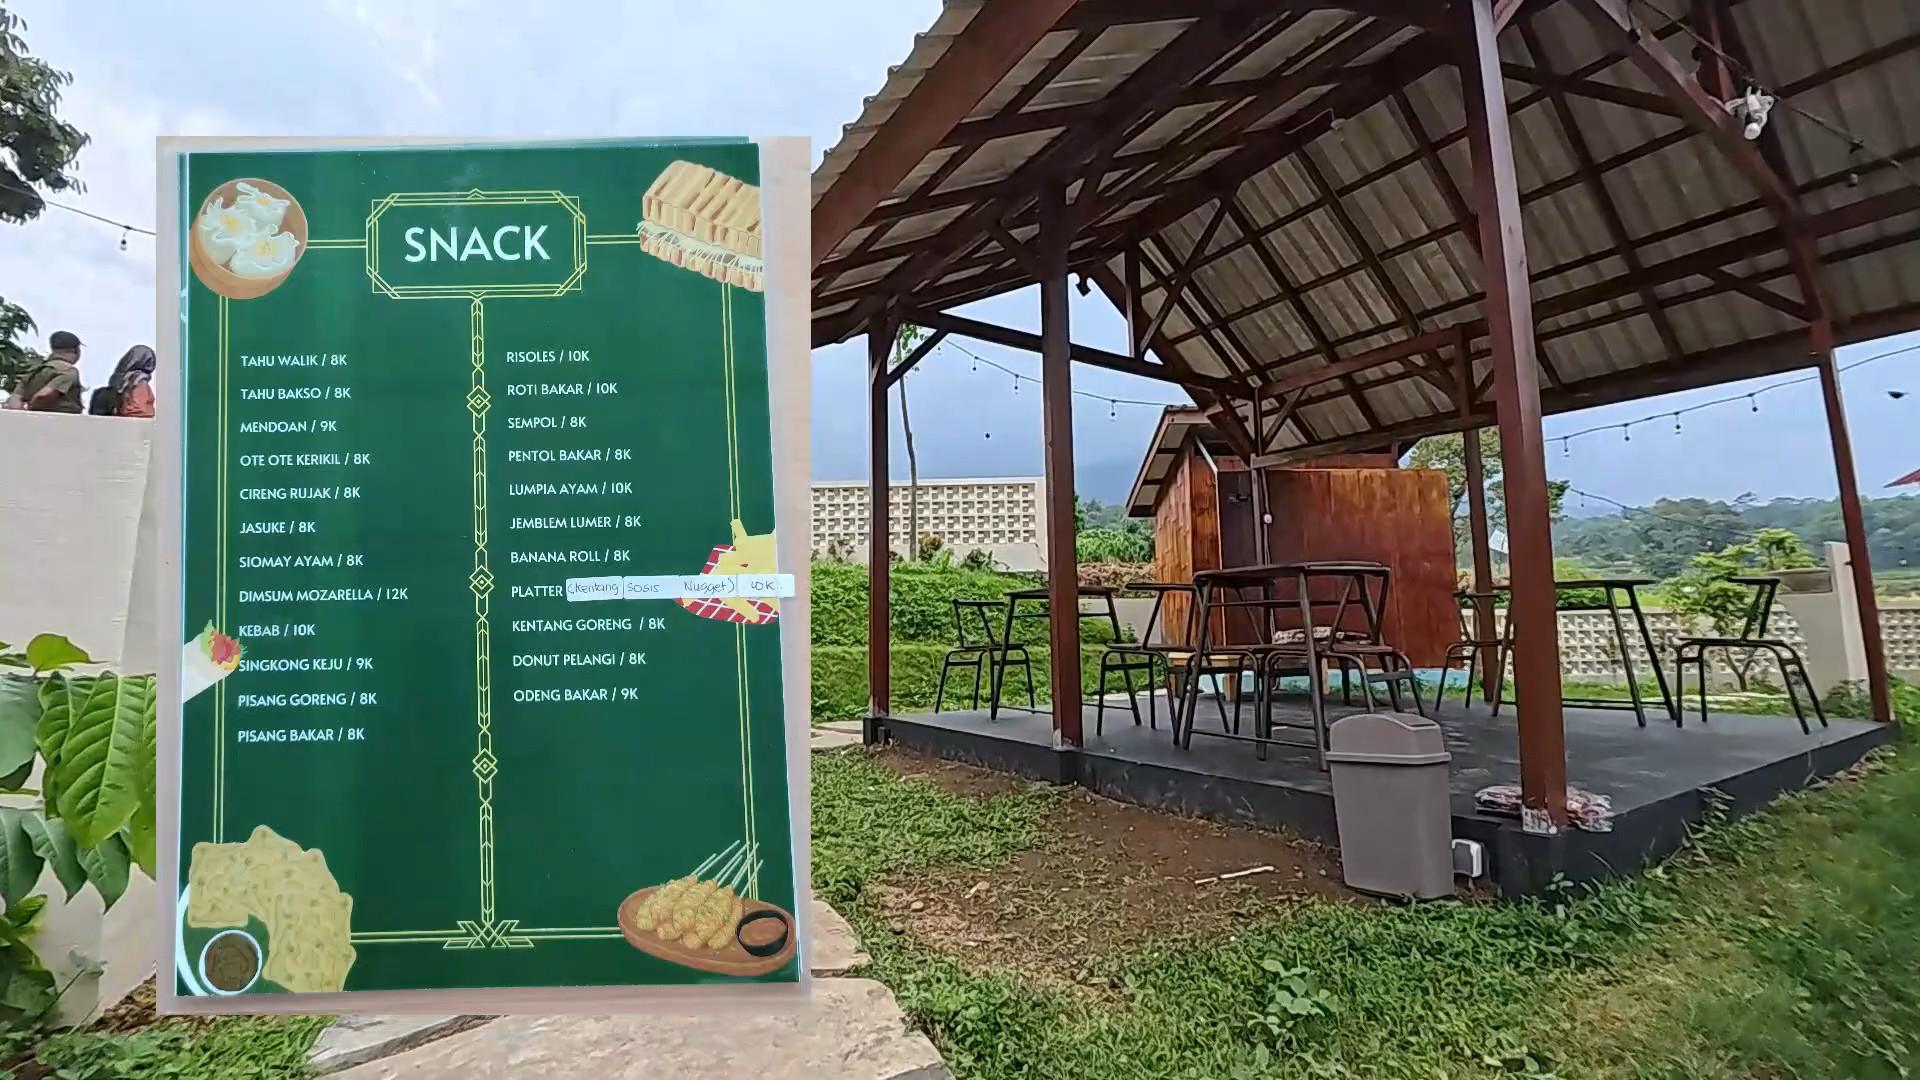 SNACK
TAHU WALIK / 8K
TAHU BAKSO / 8K
MENDOAN / 9K
OTE OTE KERIKIL / 8K
CIRENG RUJAK / 8K
JASUKE / 8K
SIOMAY AYAM / 8K
DIMSUM MOZARELLA / 12K
KEBAB / 10K
SINGKONG KEJU / 9K
PISANG GORENG / 8K
PISANG BAKAR / 8K
RISOLES / 10K
ROTI BAKAR / 10K
SEMPOL / 8K
PENTOL BAKAR / 8K
LUMPIA AYAM / 10K
JEMBLEM LUMER / 8K
BANANA ROLL / 8K
PLATTER (Kentang SOSIS Nugget) 40K.
KENTANG GORENG / 8K
DONUT PELANGI / 8K
ODENG BAKAR / 9K